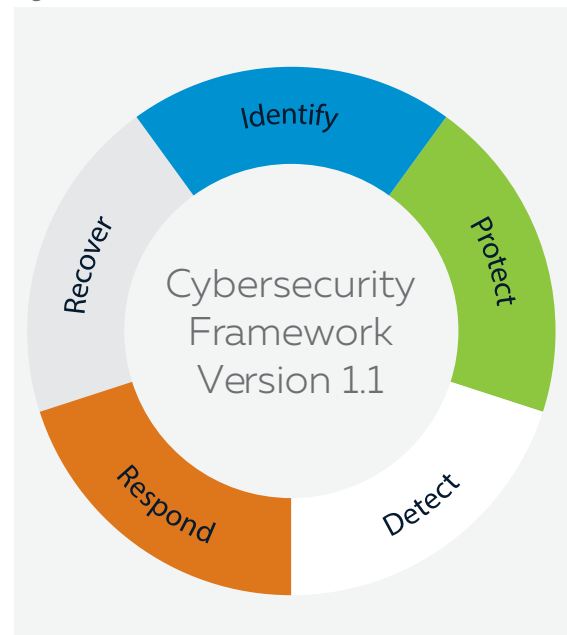 Identify
Protect
Detect
Respond
Recover
Cybersecurity
Framework
Version 1.1